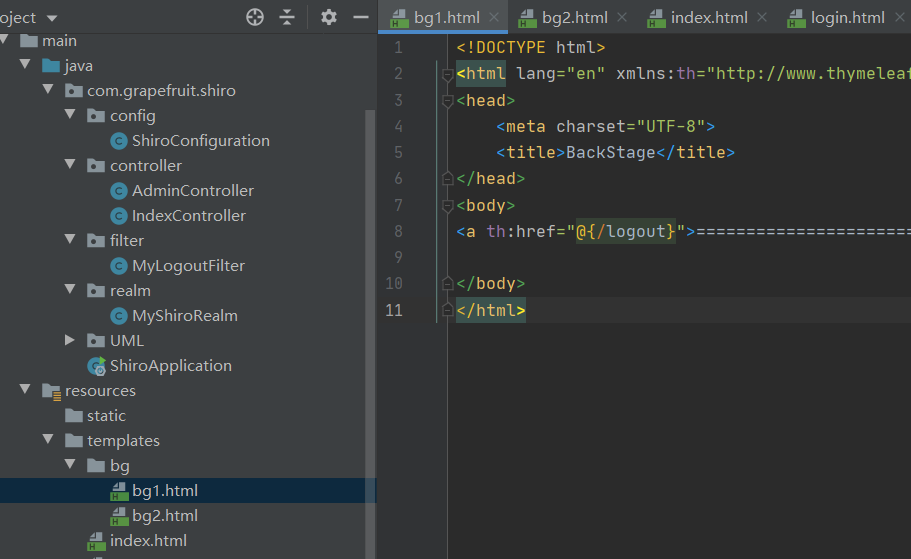 oject
main
java
com.grapefruit.shiro
config
ShiroConfiguration
controller
AdminController
IndexController
filter
MyLogoutFilter
realm
MyShiroRealm
UML
ShiroApplication
resources
static
templates
bg
bg1.html
bg2.html
index.html
bg1.html bg2.html index.html login.html
1 <!DOCTYPE html>
2 <html lang="en" xmlns:th="http://www.thymeleaf
3 <head>
4 <meta charset="UTF-8">
5 <title>BackStage</title>
6 </head>
7 <body>
8 <a th:href="@{/logout}">======================
9
10 </body>
11 </html>